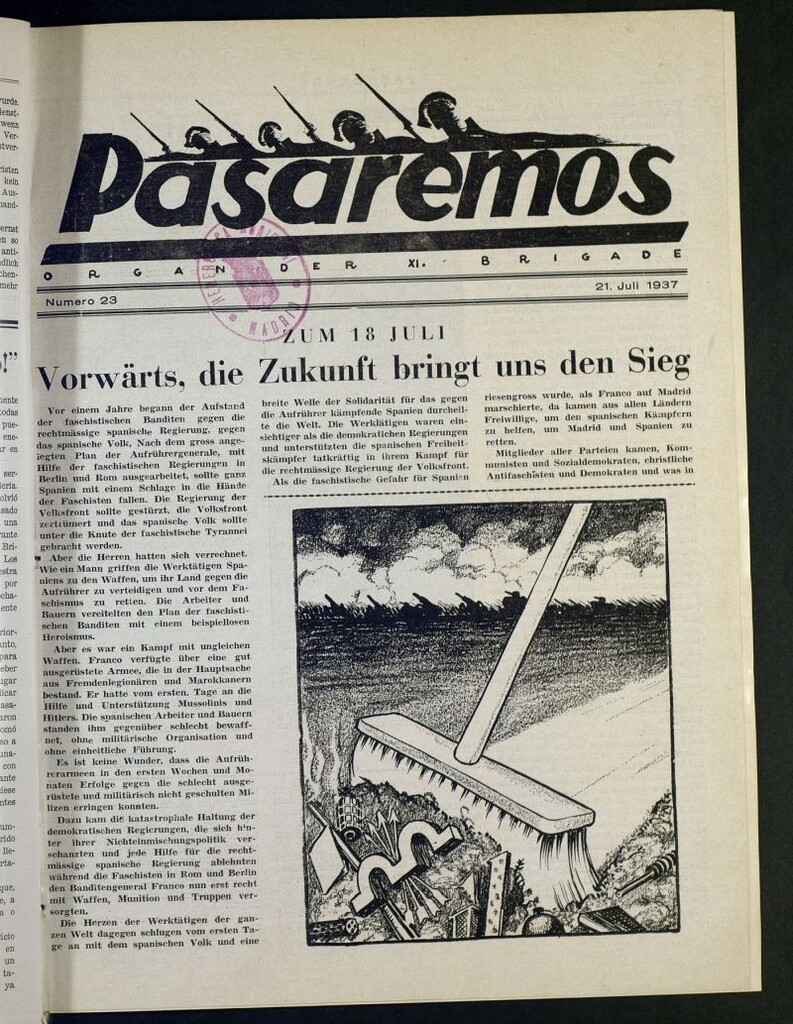 Pasaremos
ORGAN DER XI. BRIGADE
Numero 23
21. Juli 1937
HEMEROTECA MUNICIPAL
MADRID
ZUM 18 JULI
Vorwärts, die Zukunft bringt uns den Sieg
Vor einem Jahre begann der Aufstand
der faschistischen Banditen gegen die
rechtmässige spanische Regierung, gegen
das spanische Volk, Nach dem gross ange-
legten Plan der Aufrührergenerale, mit
Hilfe der faschistischen Regierungen in
Berlin und Rom ausgearbeitet, sollte ganz
Spanien mit einem Schlage in die Hände
der Faschisten fallen. Die Regierung der
Volksfront sollte gestürzt, die Volksfront
zertrümert und das spanische Volk sollte
unter die Knute der faschistische Tyrannei
gebracht werden.
Aber die Herren hatten sich verrechnet.
Wie ein Mann griffen die Werktätigen Spa-
niens zu den Waffen, um ihr Land gegen die
Aufrührer zu verteidigen und vor dem Fa-
schismus zu retten. Die Arbeiter und
Bauern vereitelten den Plan der faschisti-
schen Banditen mit einem beispiellosen
Heroismus.
Aber es war ein Kampf mit ungleichen
Waffen. Franco verfügte über eine gut
ausgerüstete Armee, die in der Hauptsache
aus Fremdenlegionären und Marokkanern
bestand. Er hatte vom ersten. Tage an die
Hilfe und Unterstützung Mussolinis und
Hitlers. Die spanischen Arbeiter und Bauern
standen ihm gegenüber schlecht bewaff-
net, ohne militärische Organisation und
ohne einheitliche Führung.
Es ist keine Wunder, dass die Aufrüh-
rerarmeen in den ersten Wochen und Mo-
naten Erfolge gegen die schlecht ausge-
rüstete und militärisch nicht geschulten Mi-
lizen erringen konnten.
Dazu kam die katastrophale Haltung der
demokratischen Regierungen, die sich hin-
ter ihrer Nichteinmischungspolitik ver-
schanzten und jede Hilfe für die recht-
mässige spanische Regierung ablehnten
während die Faschisten in Rom und Berlin
den Banditengeneral Franco nun erst recht
mit Waffen, Munition und Truppen ver-
sorgten.
Die Herzen der Werktätigen der gan-
zen Welt dagegen schlugen vom ersten Ta-
ge an mit dem spanischen Volk und eine
breite Welle der Solidarität für das gegen
die Aufrührer kämpfende Spanien durcheil-
te die Welt. Die Werktätigen waren ein-
sichtiger als die demokratischen Regierungen
und unterstützten die spanischen Freiheit-
skämpfer tatkräftig in ihrem Kampf für
die rechtmässige Regierung der Volksfront.
Als die faschistische Gefahr für Spanien
riesengross wurde, als Franco auf Madrid
marschierte, da kamen aus allen Ländern
Freiwillige, um den spanischen Kämpfern
zu helfen, um Madrid und Spanien zu
retten.
Mitglieder aller Parteien kamen, Kom-
munisten und Sozialdemokraten, christliche
Antifaschisten und Demokraten und was in